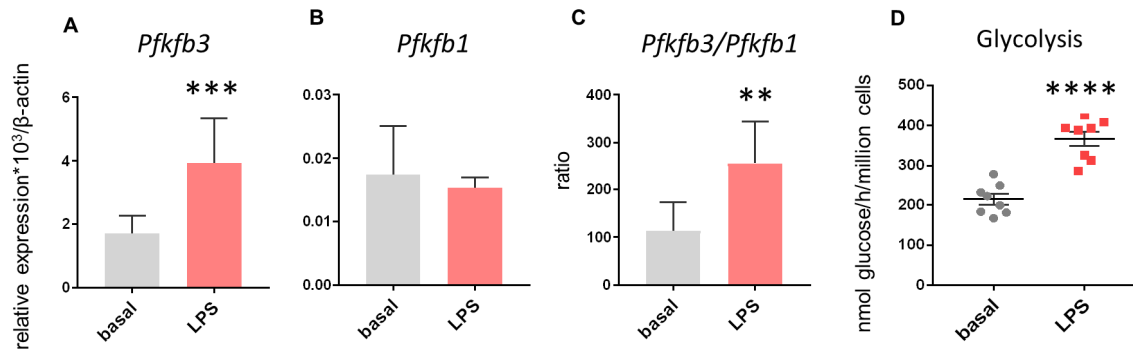 A
Pfkfb3
relative expression*10³/β-actin
***
6
4
2
0
basal
LPS
B
Pfkfb1
0.03
0.02
0.01
0.00
basal
LPS
C
Pfkfb3/Pfkfb1
ratio
**
400
300
200
100
0
basal
LPS
D
Glycolysis
nmol glucose/h/million cells
****
500
400
300
200
100
0
basal
LPS